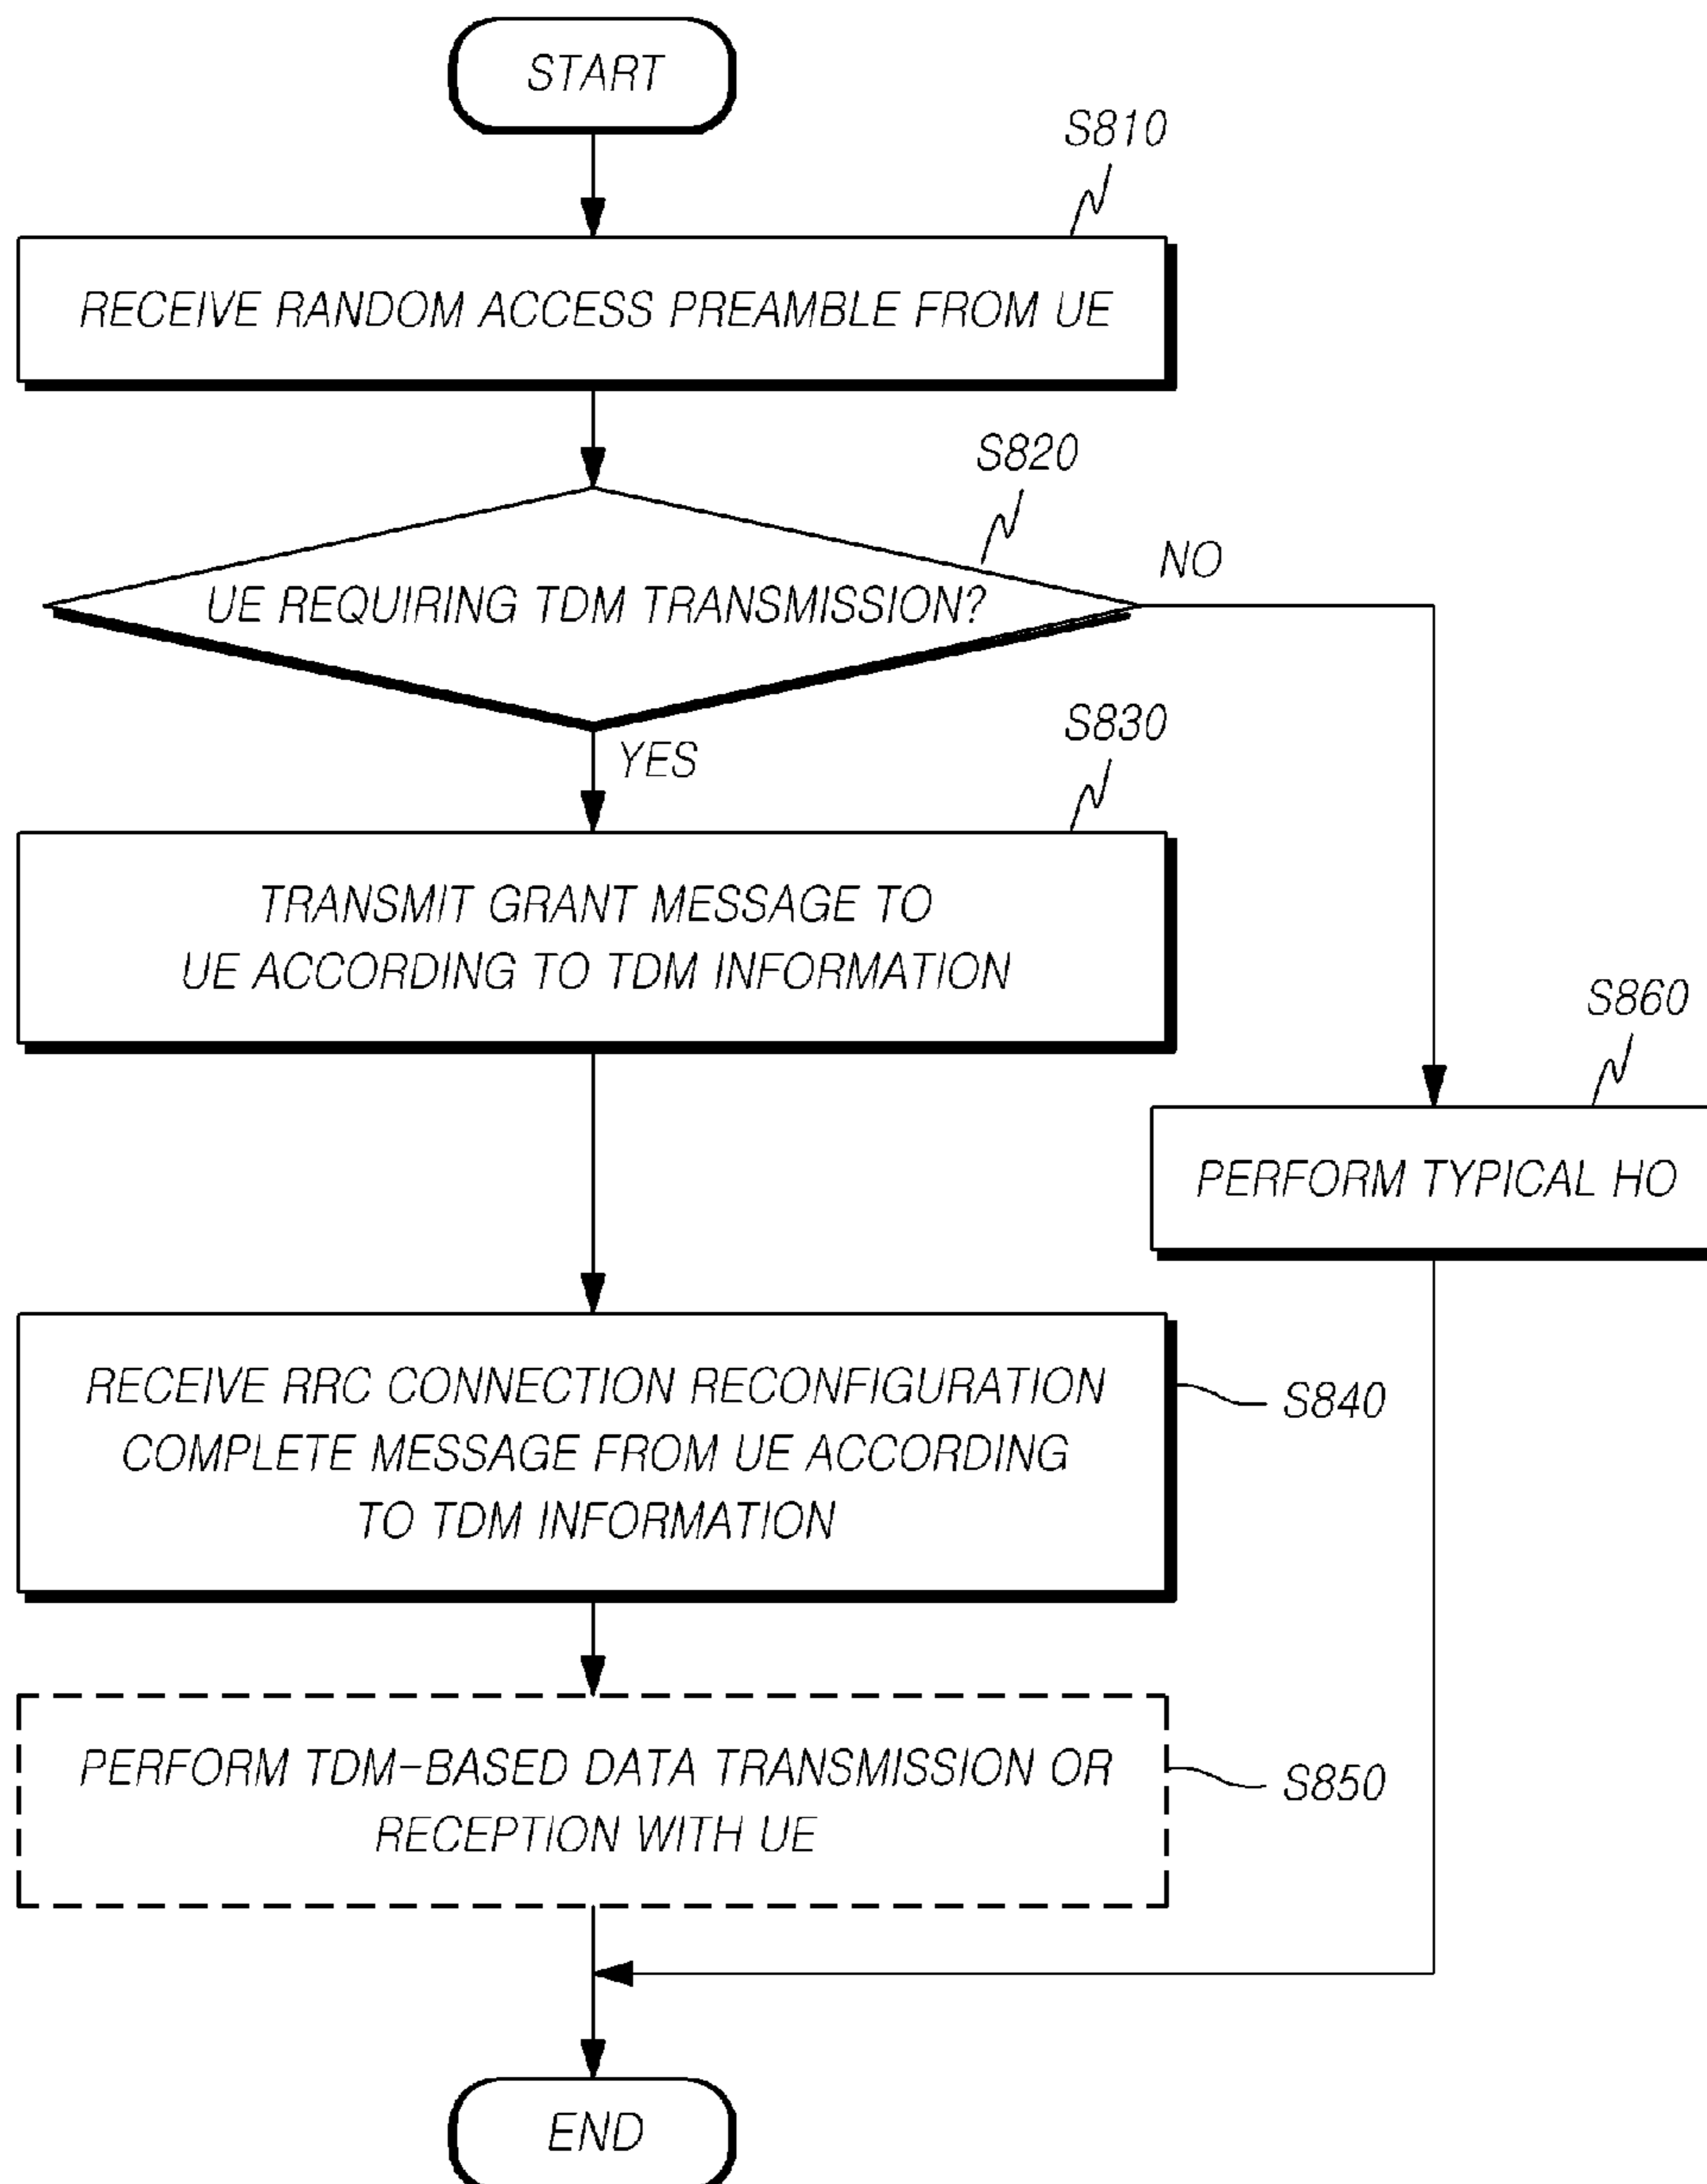 START
S810
RECEIVE RANDOM ACCESS PREAMBLE FROM UE
S820
UE REQUIRING TDM TRANSMISSION?
NO
YES
S830
TRANSMIT GRANT MESSAGE TO
UE ACCORDING TO TDM INFORMATION
S860
PERFORM TYPICAL HO
RECEIVE RRC CONNECTION RECONFIGURATION
COMPLETE MESSAGE FROM UE ACCORDING
TO TDM INFORMATION
S840
PERFORM TDM-BASED DATA TRANSMISSION OR
RECEPTION WITH UE
S850
END